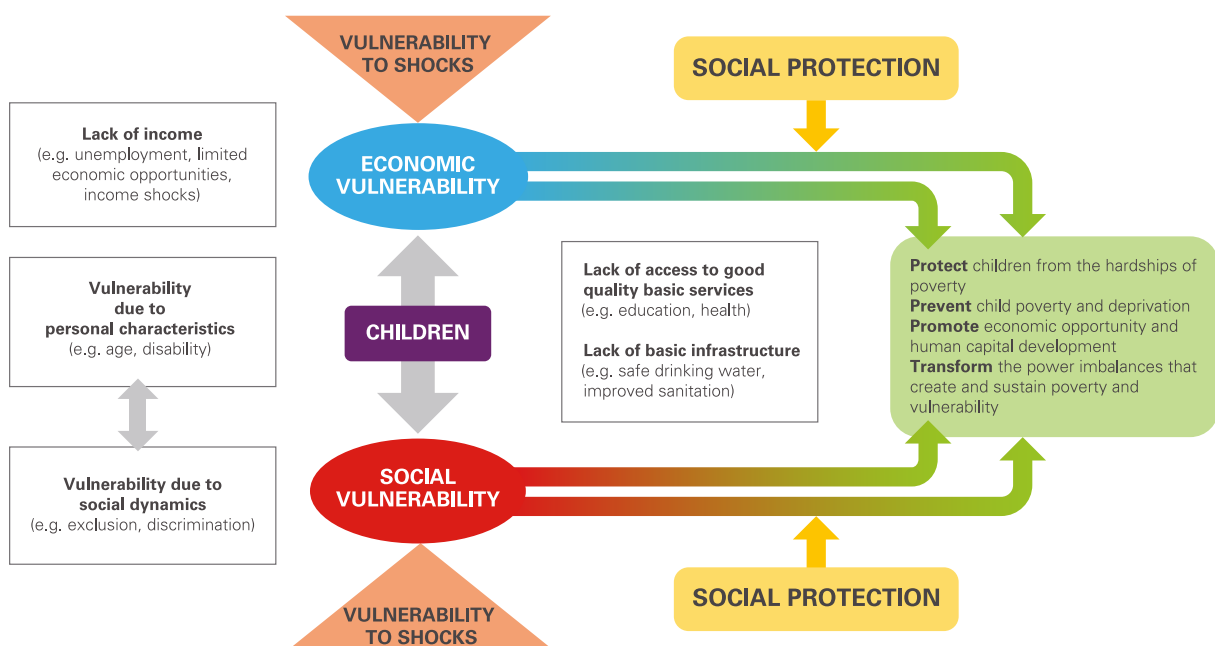 VULNERABILITY
TO SHOCKS
SOCIAL PROTECTION
Lack of income
(e.g. unemployment, limited
economic opportunities,
income shocks)
ECONOMIC
VULNERABILITY
Vulnerability
due to
personal characteristics
(e.g. age, disability)
CHILDREN
Lack of access to good
quality basic services
(e.g. education, health)
Lack of basic infrastructure
(e.g. safe drinking water,
improved sanitation)
Protect children from the hardships of
poverty
Prevent child poverty and deprivation
Promote economic opportunity and
human capital development
Transform the power imbalances that
create and sustain poverty and
vulnerability
Vulnerability due to
social dynamics
(e.g. exclusion, discrimination)
SOCIAL
VULNERABILITY
VULNERABILITY
TO SHOCKS
SOCIAL PROTECTION